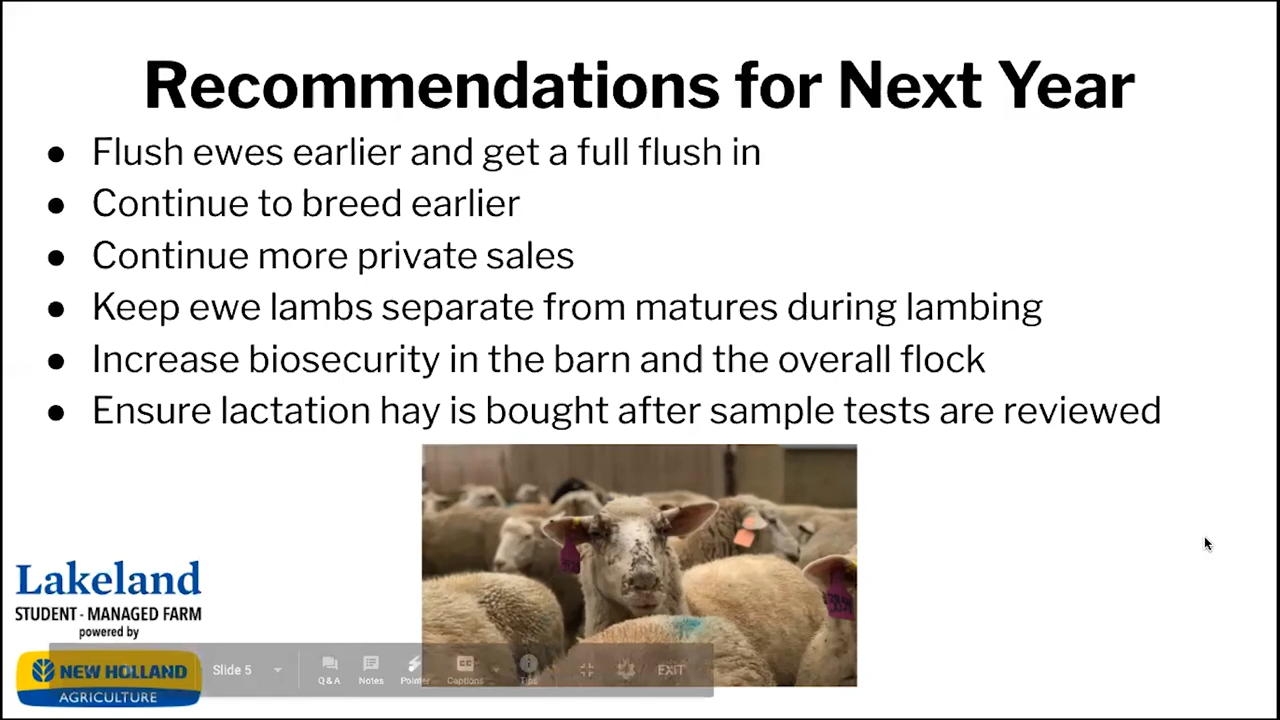 Recommendations for Next Year
● Flush ewes earlier and get a full flush in
● Continue to breed earlier
● Continue more private sales
● Keep ewe lambs separate from matures during lambing
● Increase biosecurity in the barn and the overall flock
● Ensure lactation hay is bought after sample tests are reviewed
Lakeland
STUDENT - MANAGED FARM
powered by
NEW HOLLAND
AGRICULTURE
Slide 5
Q & A
Notes
Pointer
Captions
Tips
EXIT